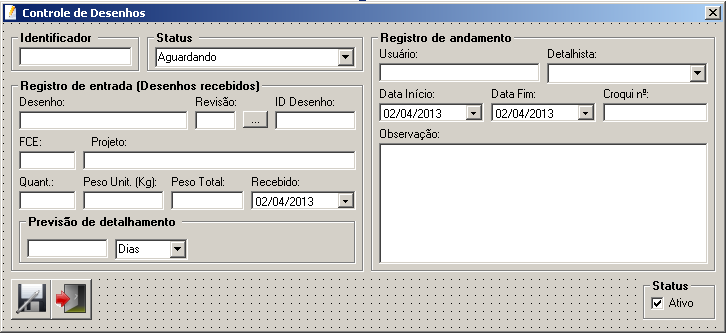 Controle de Desenhos
Identificador
Status
Aguardando
Registro de entrada (Desenhos recebidos)
Desenho:
Revisão:
ID Desenho:
...
FCE:
Projeto:
Quant.:
Peso Unit. (Kg):
Peso Total:
Recebido:
02/04/2013
Previsão de detalhamento
Dias
Registro de andamento
Usuário:
Detalhista:
Data Início:
Data Fim:
Croqui nº:
02/04/2013
02/04/2013
Observação:
Status
Ativo